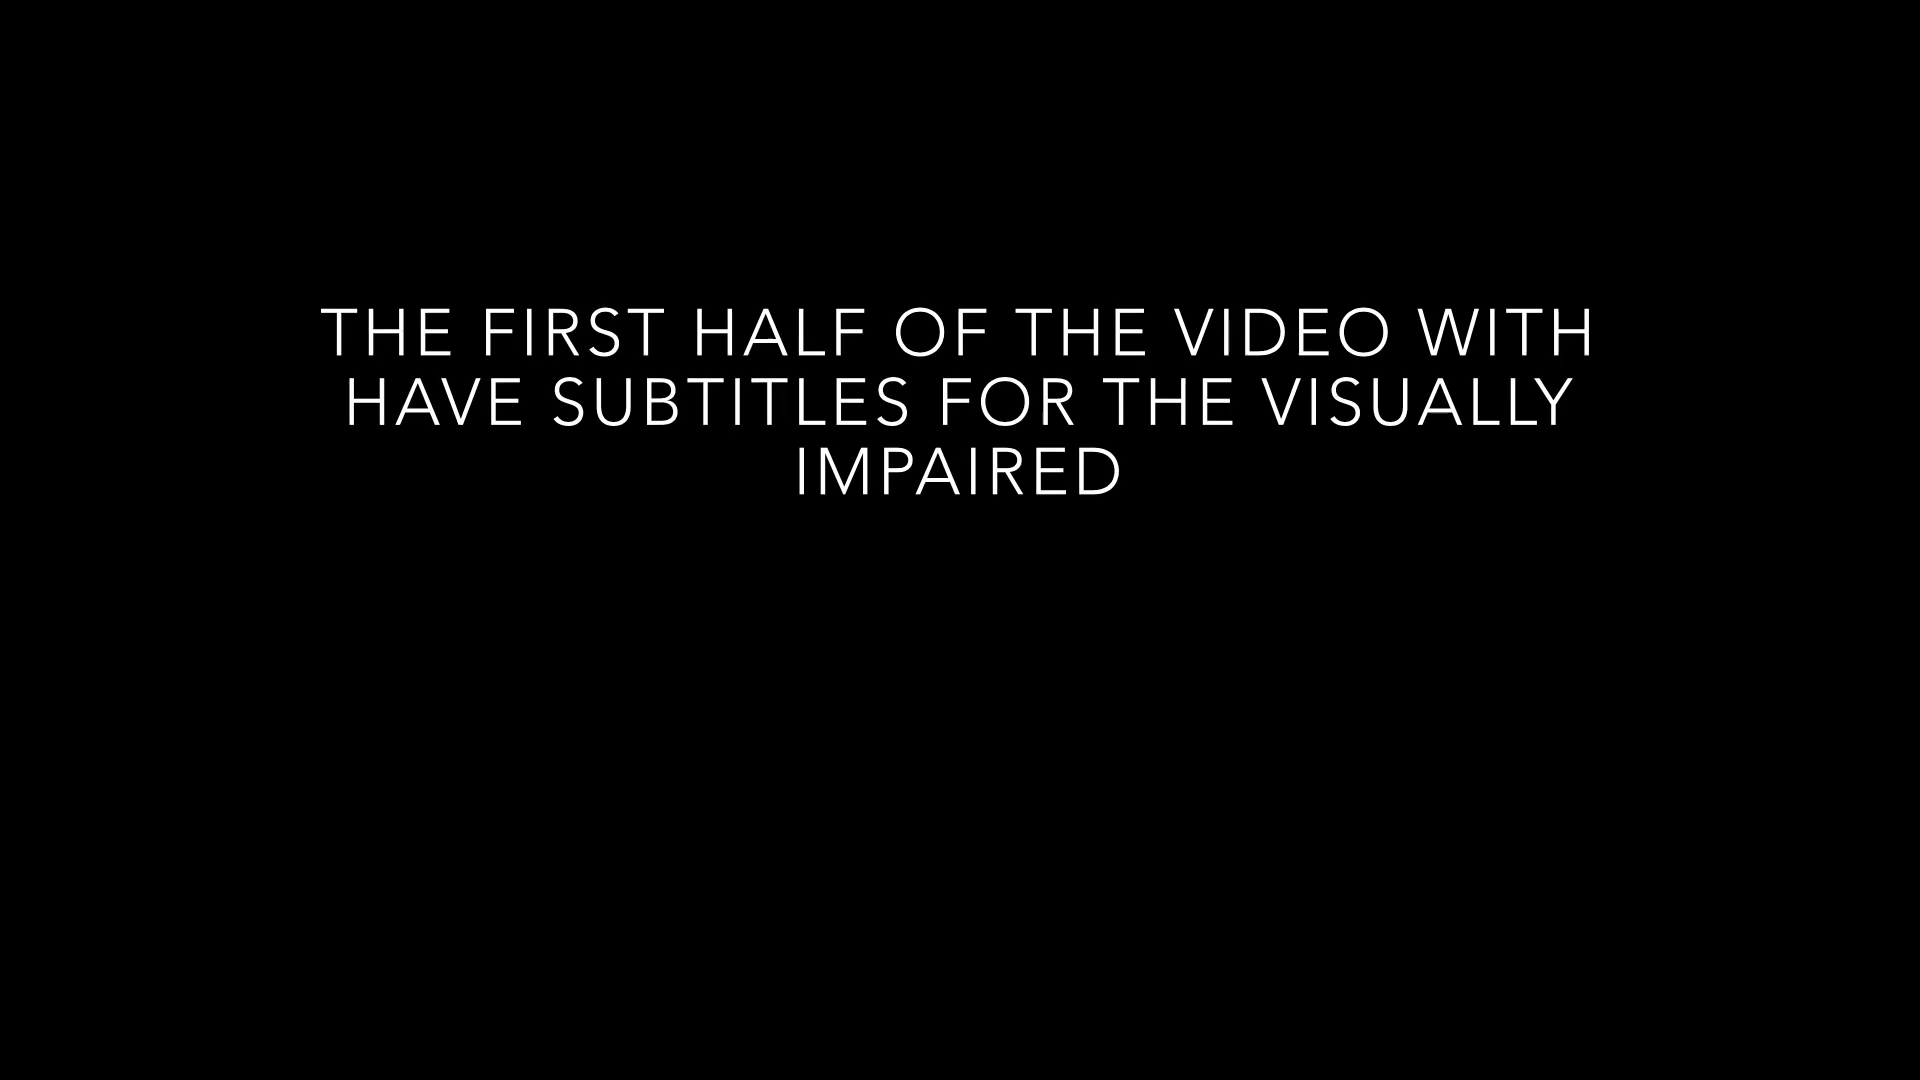 THE FIRST HALF OF THE VIDEO WITH
HAVE SUBTITLES FOR THE VISUALLY
IMPAIRED